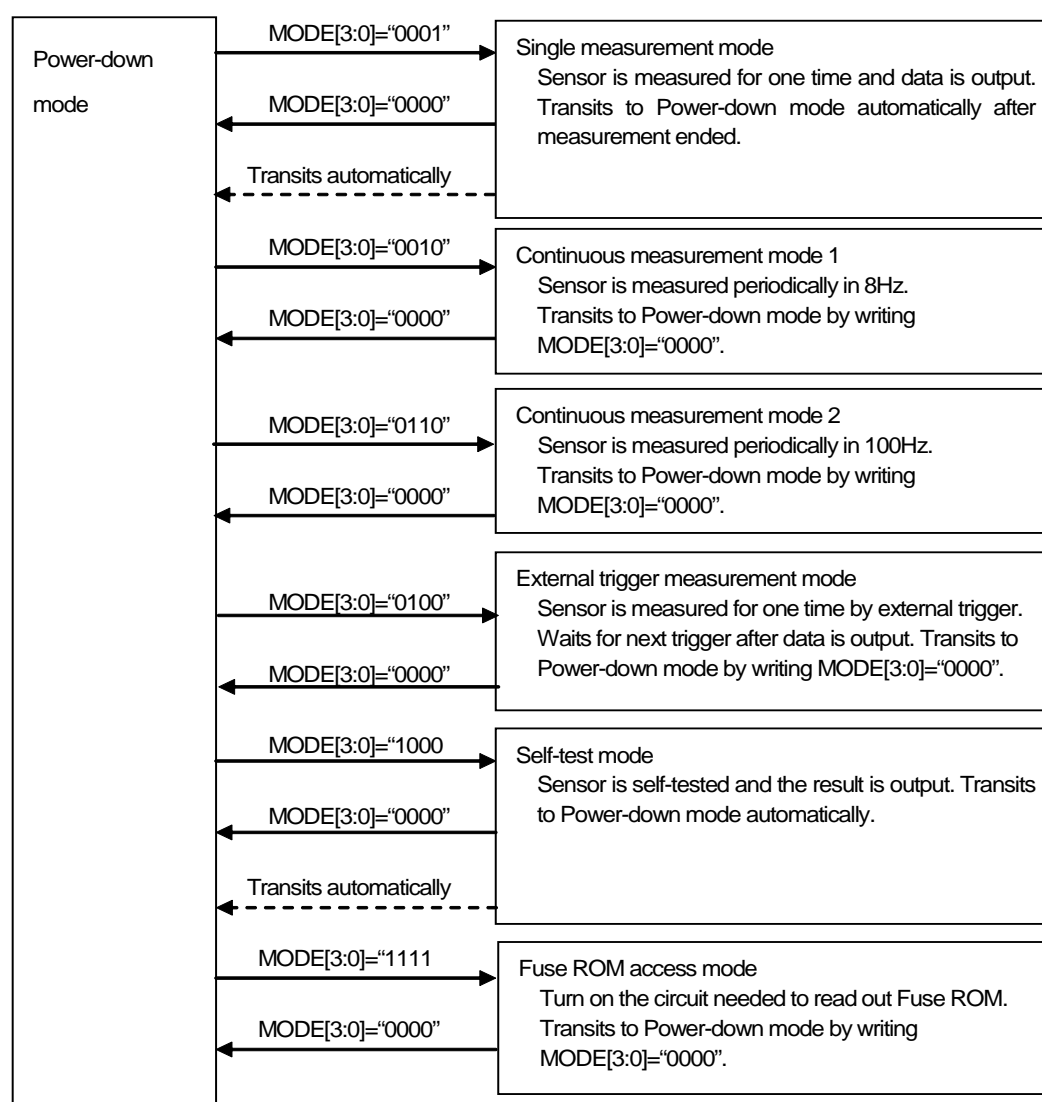 Power-down
mode
MODE[3:0]=“0001”
MODE[3:0]=“0000”
Transits automatically
Single measurement mode
Sensor is measured for one time and data is output.
Transits to Power-down mode automatically after
measurement ended.
MODE[3:0]=“0010”
MODE[3:0]=“0000”
Continuous measurement mode 1
Sensor is measured periodically in 8Hz.
Transits to Power-down mode by writing
MODE[3:0]=“0000”.
MODE[3:0]=“0110”
MODE[3:0]=“0000”
Continuous measurement mode 2
Sensor is measured periodically in 100Hz.
Transits to Power-down mode by writing
MODE[3:0]=“0000”.
MODE[3:0]=“0100”
MODE[3:0]=“0000”
External trigger measurement mode
Sensor is measured for one time by external trigger.
Waits for next trigger after data is output. Transits to
Power-down mode by writing MODE[3:0]=“0000”.
MODE[3:0]=“1000
MODE[3:0]=“0000”
Transits automatically
Self-test mode
Sensor is self-tested and the result is output. Transits
to Power-down mode automatically.
MODE[3:0]=“1111
MODE[3:0]=“0000”
Fuse ROM access mode
Turn on the circuit needed to read out Fuse ROM.
Transits to Power-down mode by writing
MODE[3:0]=“0000”.